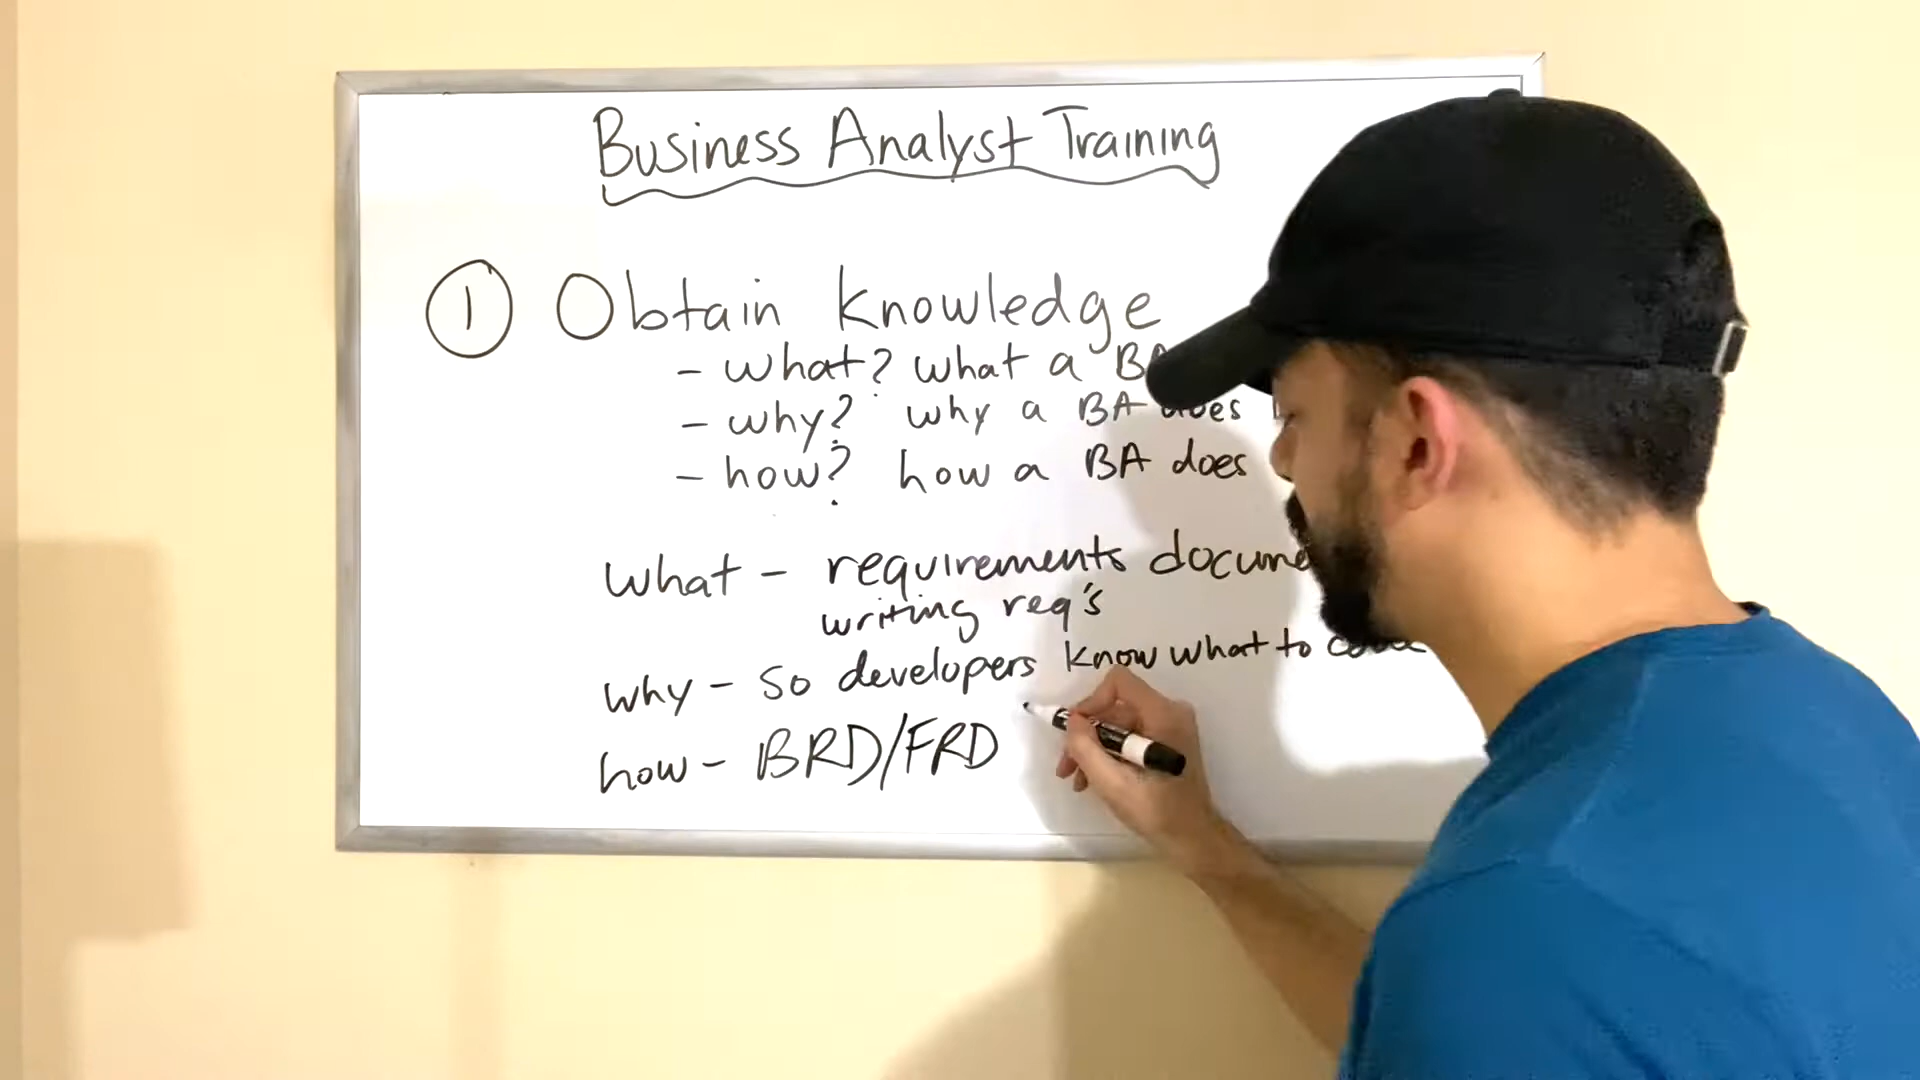 Business Analyst Training
1 Obtain knowledge
- what? what a
- why? why a BA does
- how? how a BA does
what - requirements
writing req's
why - so developers know what to
how - BRD/FRD